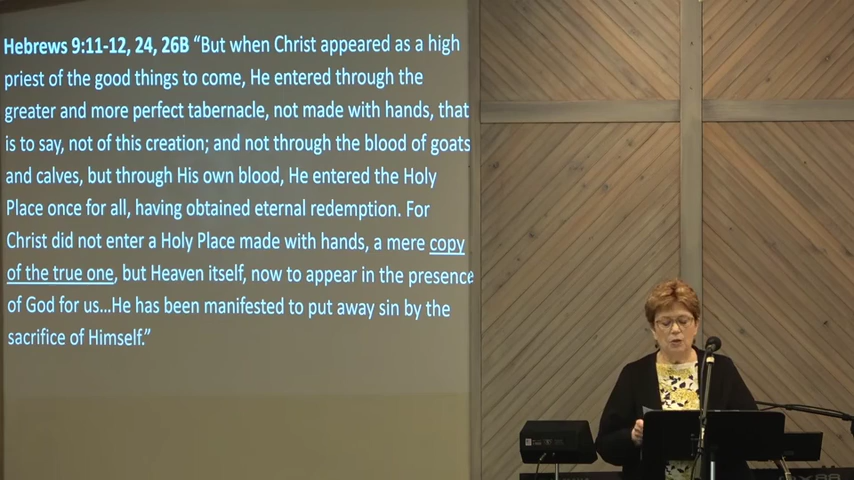 Hebrews 9:11-12, 24, 26B “But when Christ appeared as a high
priest of the good things to come, He entered through the
greater and more perfect tabernacle, not made with hands, that
is to say, not of this creation; and not through the blood of goats
and calves, but through His own blood, He entered the Holy
Place once for all, having obtained eternal redemption. For
Christ did not enter a Holy Place made with hands, a mere copy
of the true one, but Heaven itself, now to appear in the presence
of God for us...He has been manifested to put away sin by the
sacrifice of Himself.”